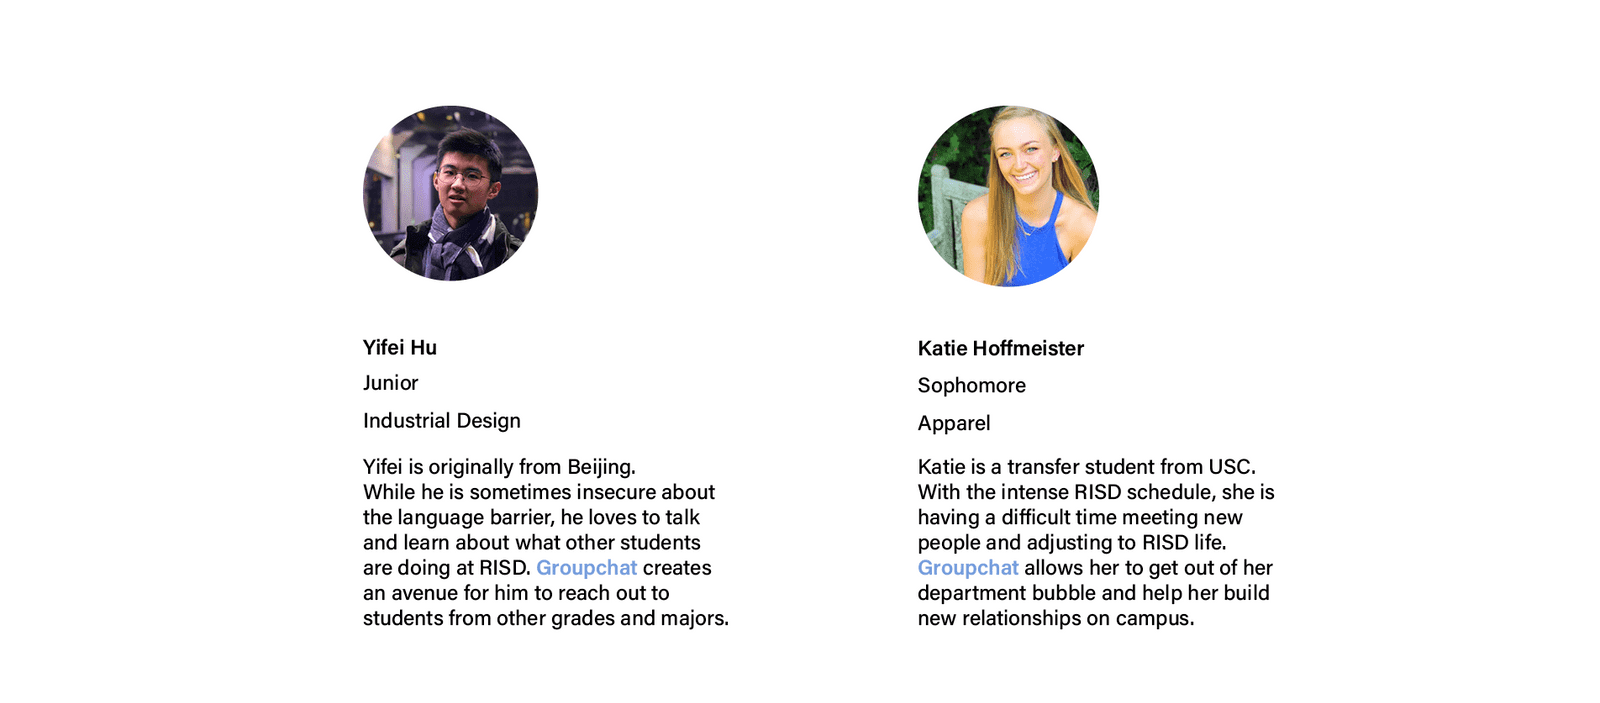 Yifei Hu
Junior
Industrial Design
Yifei is originally from Beijing.
While he is sometimes insecure about
the language barrier, he loves to talk
and learn about what other students
are doing at RISD. Groupchat creates
an avenue for him to reach out to
students from other grades and majors.
Katie Hoffmeister
Sophomore
Apparel
Katie is a transfer student from USC.
With the intense RISD schedule, she is
having a difficult time meeting new
people and adjusting to RISD life.
Groupchat allows her to get out of her
department bubble and help her build
new relationships on campus.